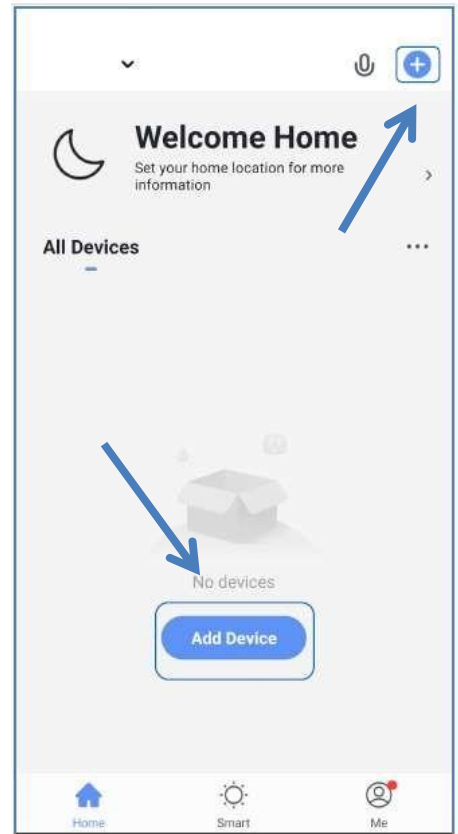 Welcome Home
Set your home location for more
information
All Devices
No devices
Add Device
Home
Smart
Me